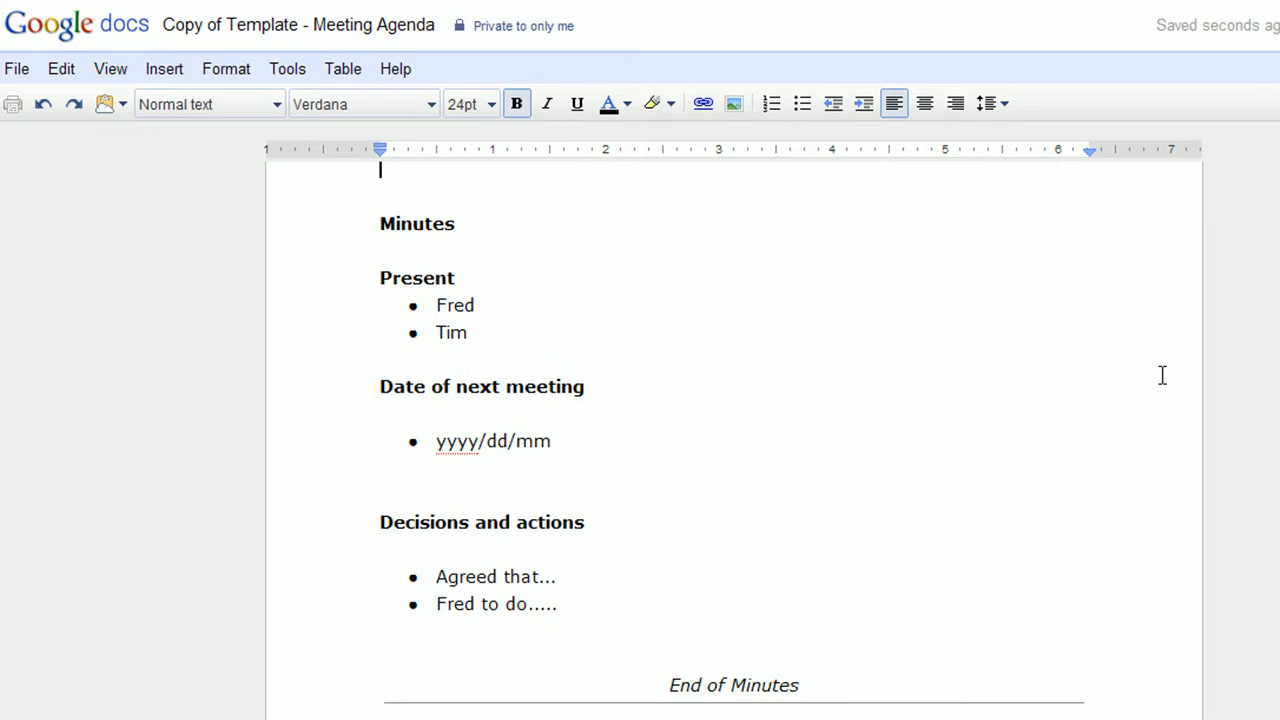 Google docs Copy of Template - Meeting Agenda Private to only me Saved seconds ag
File Edit View Insert Format Tools Table Help
Normal text Verdana 24pt B I U A
1 1 2 3 4 5 6 7
Minutes
Present
● Fred
● Tim
Date of next meeting
● yyyy/dd/mm
Decisions and actions
● Agreed that...
● Fred to do.....
End of Minutes